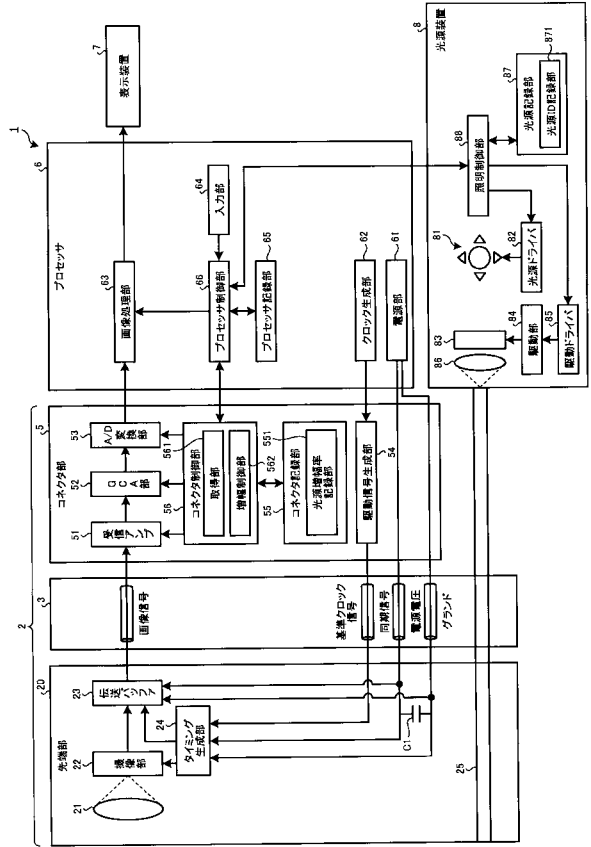 1
2
20
先端部
21
22
撮像部
23
伝送バッファ
24
タイミング
生成部
C1
25
3
画像信号
基準クロック
信号
同期信号
電源電圧
グランド
5
コネクタ部
51
受信アンプ
52
GCA
部
53
A/D
変換部
56
コネクタ制御部
561
取得部
562
増幅制御部
55
コネクタ記録部
551
光源増幅率
記録部
54
駆動信号生成部
6
プロセッサ
63
画像処理部
64
入力部
66
プロセッサ制御部
65
プロセッサ記録部
62
クロック生成部
61
電源部
7
表示装置
8
光源装置
81
82
光源ドライバ
83
84
駆動部
85
駆動ドライバ
86
87
光源記録部
871
光源ID記録部
88
照明制御部